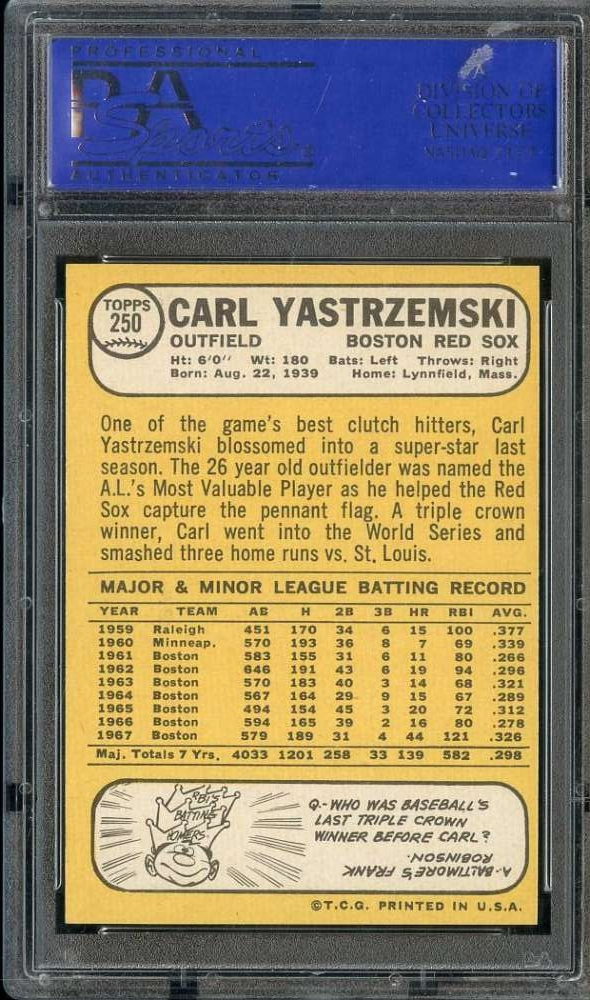 PROFESSIONAL
PSA
Sports
AUTHENTICATOR
DIVISION OF
COLLECTORS
UNIVERSE
TOPPS
250
CARL YASTRZEMSKI
OUTFIELD BOSTON RED SOX
Ht: 6'0" Wt: 180 Bats: Left Throws: Right
Born: Aug. 22, 1939 Home: Lynnfield, Mass.
One of the game's best clutch hitters, Carl
Yastrzemski blossomed into a super-star last
season. The 26 year old outfielder was named the
A.L.'s Most Valuable Player as he helped the Red
Sox capture the pennant flag. A triple crown
winner, Carl went into the World Series and
smashed three home runs vs. St. Louis.
MAJOR & MINOR LEAGUE BATTING RECORD
YEAR TEAM AB H 2B 3B HR RBI AVG.
1959 Raleigh 451 170 34 6 15 100 .377
1960 Minneap. 570 193 36 8 7 69 .339
1961 Boston 583 155 31 6 11 80 .266
1962 Boston 646 191 43 6 19 94 .296
1963 Boston 570 183 40 3 14 68 .321
1964 Boston 567 164 29 9 15 67 .289
1965 Boston 494 154 45 3 20 72 .312
1966 Boston 594 165 39 2 16 80 .278
1967 Boston 579 189 31 4 44 121 .326
Maj. Totals 7 Yrs. 4033 1201 258 33 139 582 .298
RBI'S
BATTING
HOMERS
Q.-WHO WAS BASEBALL'S
LAST TRIPLE CROWN
WINNER BEFORE CARL?
A-BALTIMORE'S FRANK
ROBINSON.
©T.C.G. PRINTED IN U.S.A.